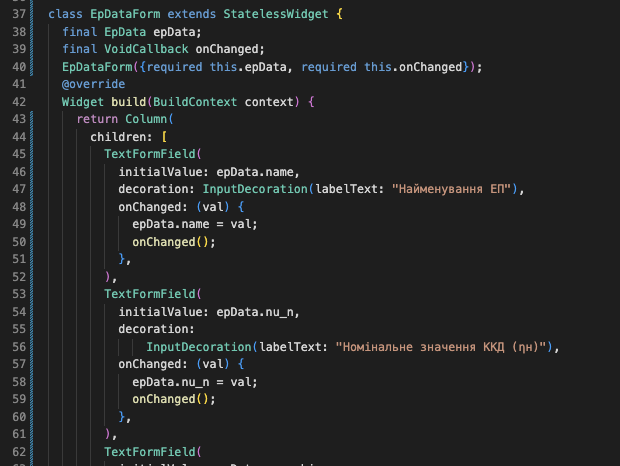 37 class EpDataForm extends StatelessWidget {
38 final EpData epData;
39 final VoidCallback onChanged;
40 EpDataForm({required this.epData, required this.onChanged});
41 @override
42 Widget build(BuildContext context) {
43 return Column(
44 children: [
45 TextFormField(
46 initialValue: epData.name,
47 decoration: InputDecoration(labelText: "Найменування ЕП"),
48 onChanged: (val) {
49 epData.name = val;
50 onChanged();
51 },
52 ),
53 TextFormField(
54 initialValue: epData.nu_n,
55 decoration:
56 InputDecoration(labelText: "Номінальне значення ККД (ηн)"),
57 onChanged: (val) {
58 epData.nu_n = val;
59 onChanged();
60 },
61 ),
62 TextFormField(